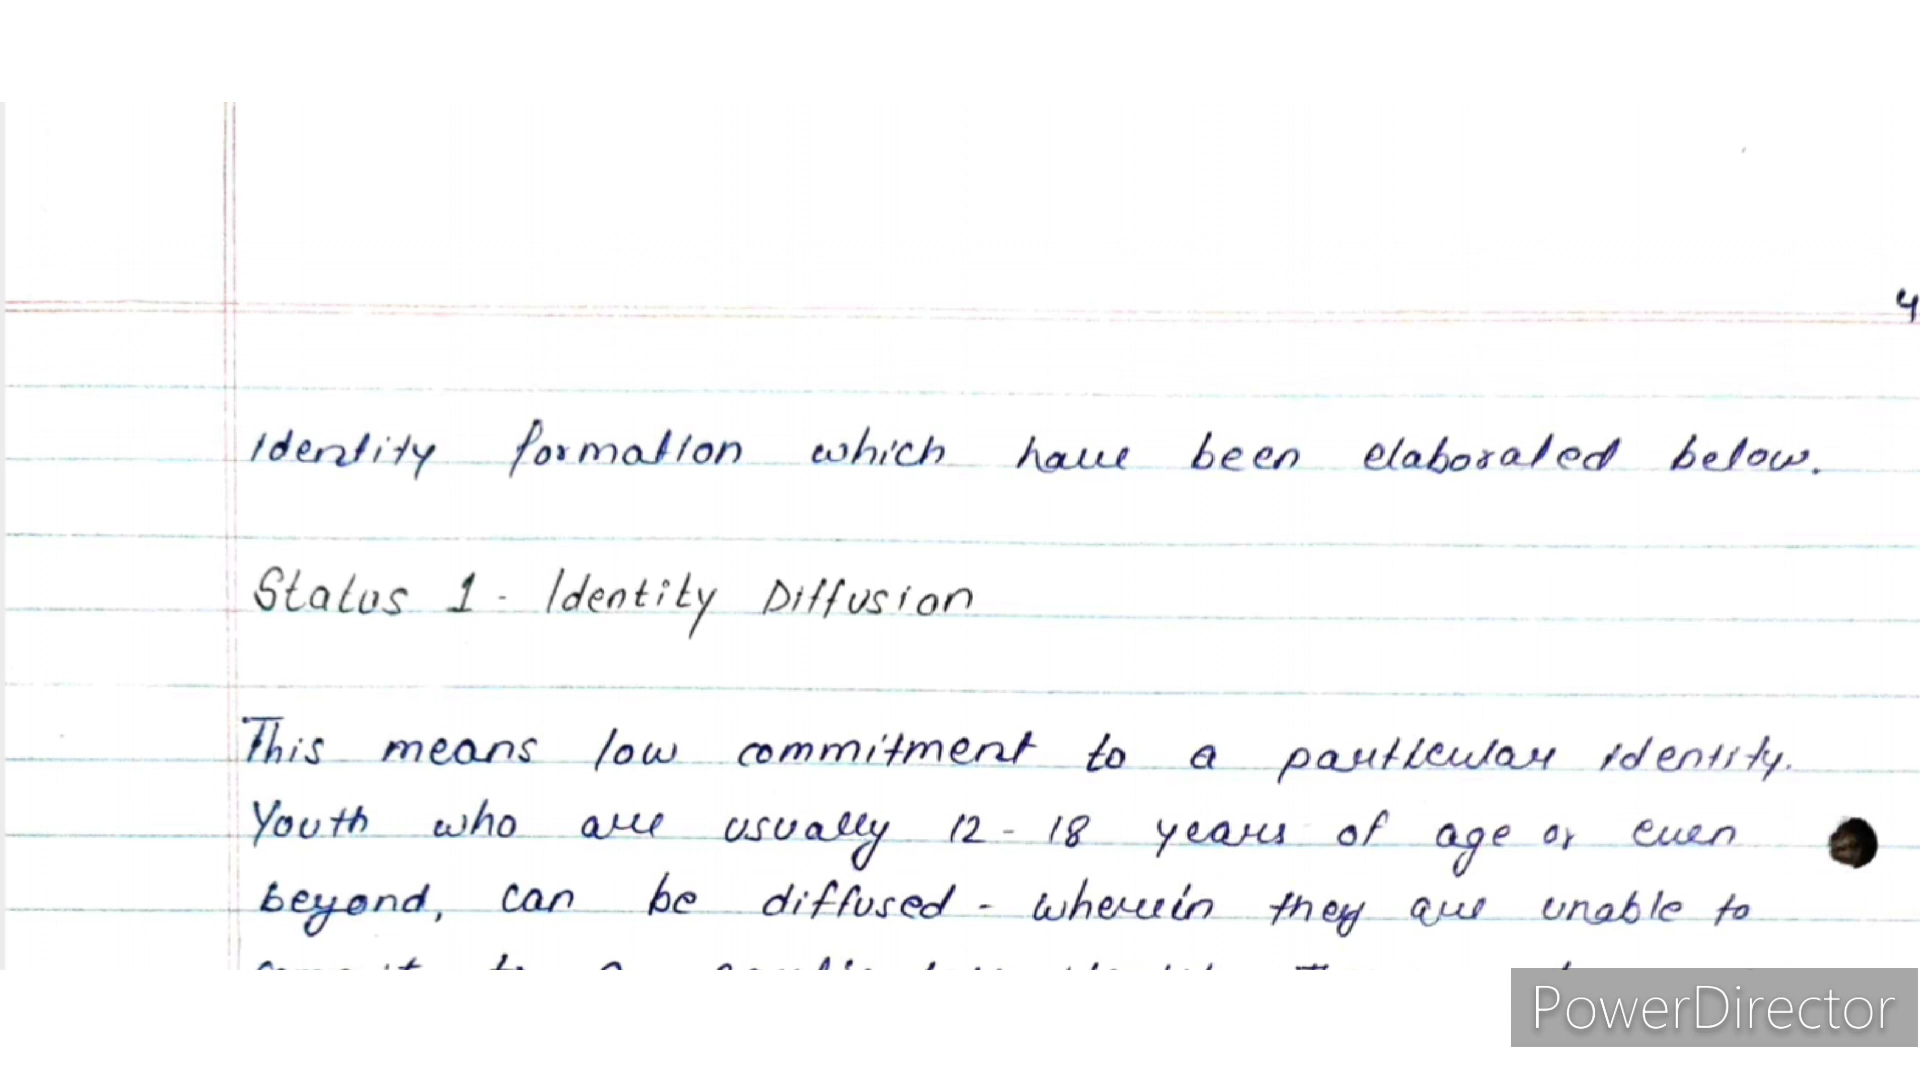 4
Identity formation which have been elaborated below.
Status 1 - Identity Diffusion
This means low commitment to a particular identity.
Youth who are usually 12 - 18 years of age or even
beyond, can be diffused - wherein they are unable to
PowerDirector